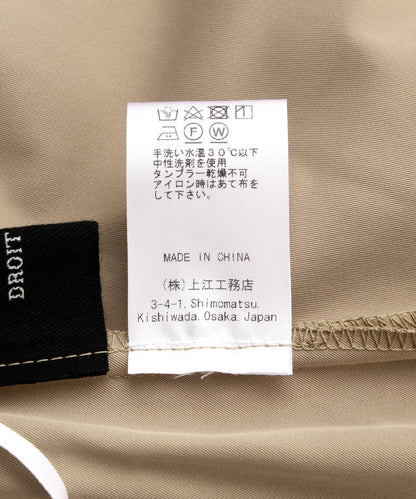 手洗い水温30℃以下
中性洗剤を使用
タンブラー乾燥不可
アイロン時はあて布を
して下さい。
MADE IN CHINA
(株)上江工務店
3-4-1.Shimomatsu.
Kishiwada.Osaka.Japan
DROIT